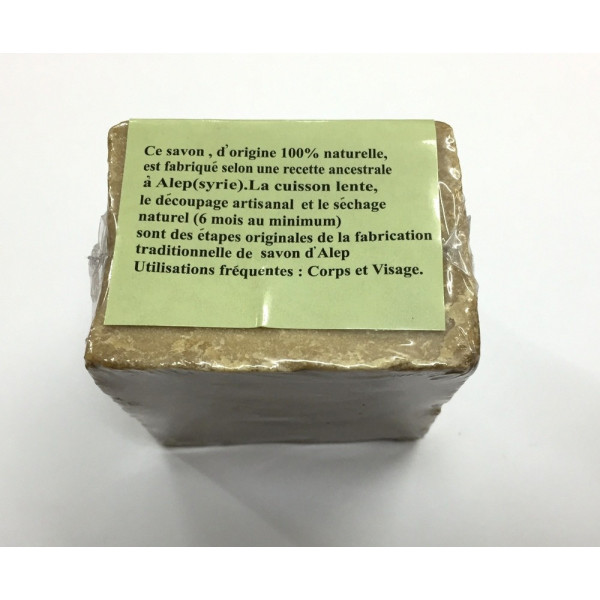 Ce savon , d'origine 100% naturelle,
est fabriqué selon une recette ancestrale
à Alep(syrie).La cuisson lente,
le découpage artisanal et le séchage
naturel (6 mois au minimum)
sont des étapes originales de la fabrication
traditionnelle de savon d'Alep
Utilisations fréquentes : Corps et Visage.